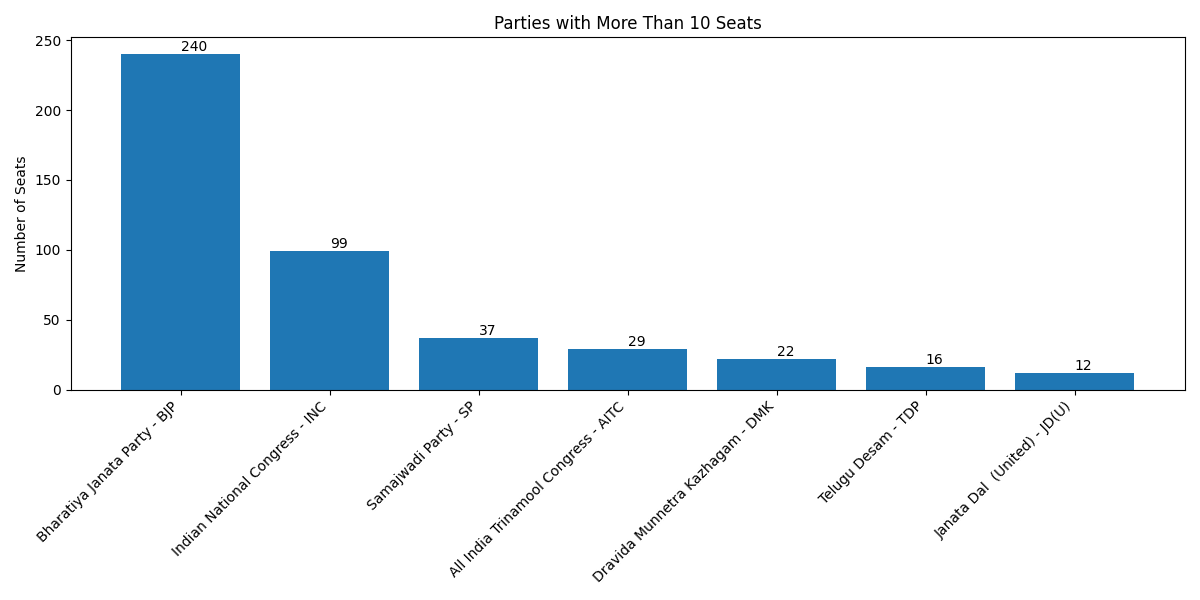 Parties with More Than 10 Seats
Number of Seats
250
200
150
100
50
0
240
99
37
29
22
16
12
Bharatiya Janata Party - BJP
Indian National Congress - INC
Samajwadi Party - SP
All India Trinamool Congress - AITC
Dravida Munnetra Kazhagam - DMK
Telugu Desam - TDP
Janata Dal  (United) - JD(U)